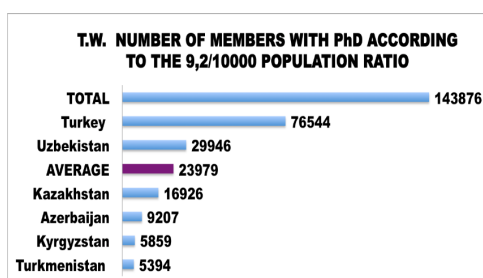 T.W. NUMBER OF MEMBERS WITH PhD ACCORDING
TO THE 9,2/10000 POPULATION RATIO
TOTAL 143876
Turkey 76544
Uzbekistan 29946
AVERAGE 23979
Kazakhstan 16926
Azerbaijan 9207
Kyrgyzstan 5859
Turkmenistan 5394